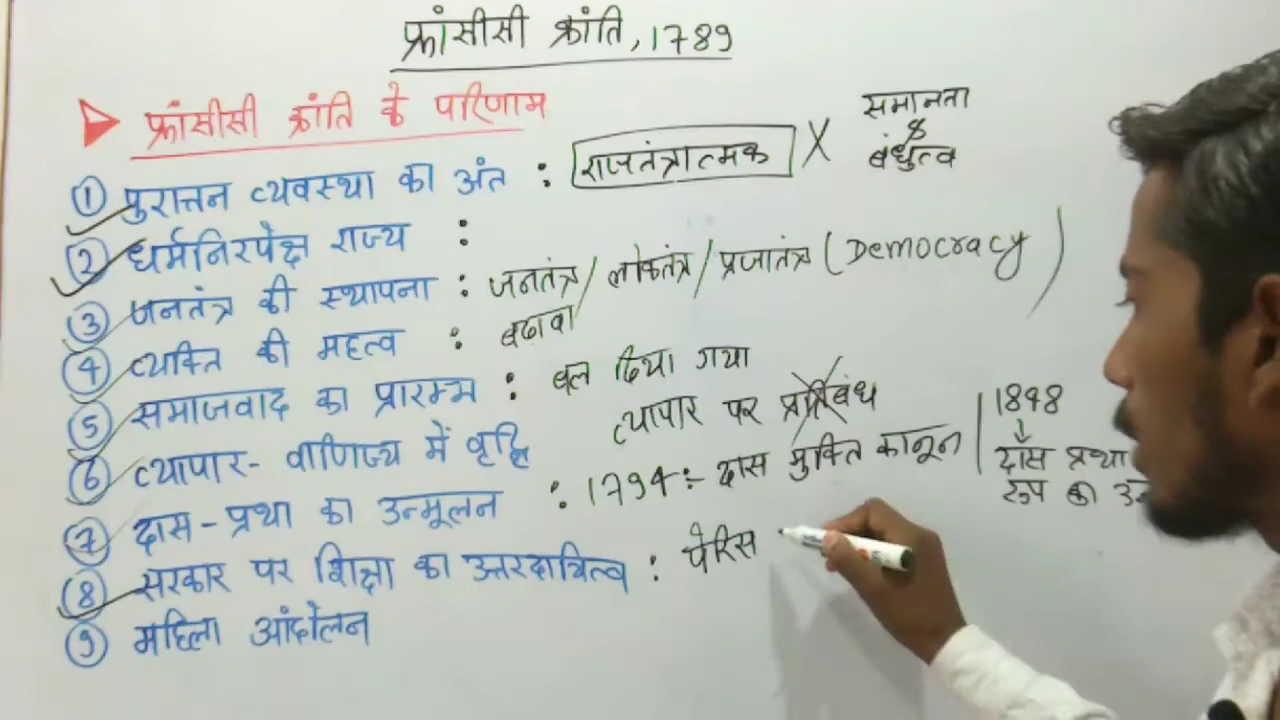 फ्रांसीसी क्रांति, 1789
फ्रांसीसी क्रांति के परिणाम
① पुरातन व्यवस्था का अंत : राजतंत्रात्मक X समानता & बंधुत्व
② धर्मनिरपेक्ष राज्य :
③ जनतंत्र की स्थापना : जनतंत्र/लोकतंत्र/प्रजातंत्र (Democracy)
④ व्यक्ति की महत्व : बढावा
⑤ समाजवाद का प्रारम्भ : बल दिया गया
⑥ व्यापार-वाणिज्य में वृद्धि व्यापार पर प्रतिबंध
⑦ दास-प्रथा का उन्मूलन : 1794 :- दास मुक्ति कानून | 1848 ↓ दास प्रथा रूप का
⑧ सरकार पर शिक्षा का उत्तरदायित्व : पेरिस
⑨ महिला आंदोलन